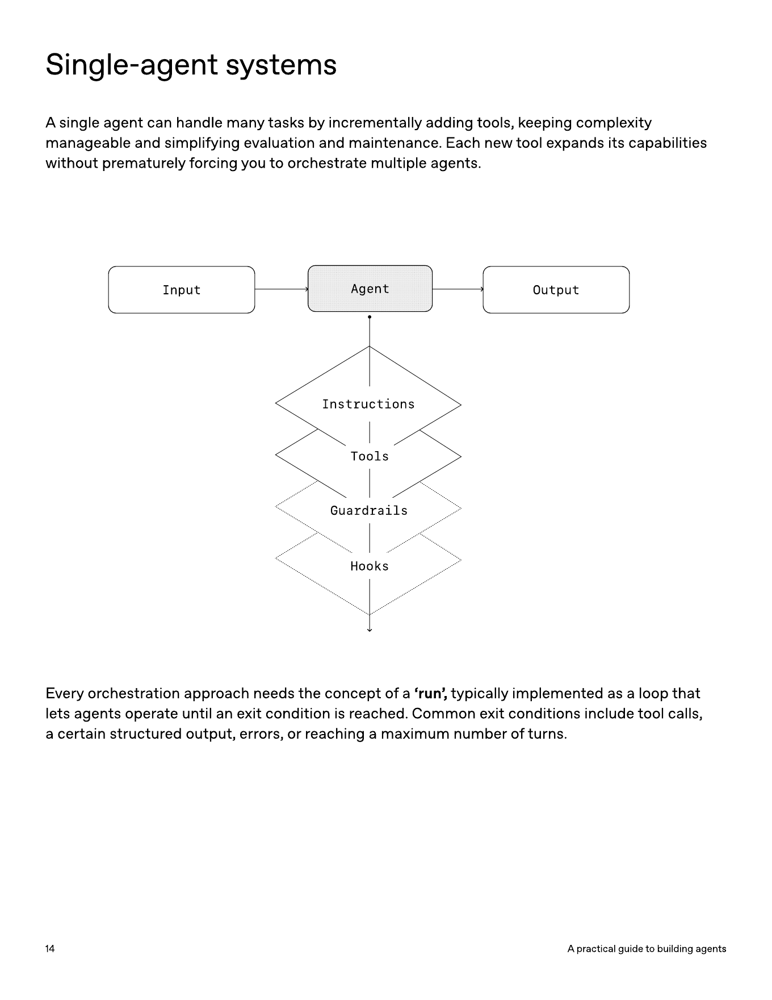 Single-agent systems
A single agent can handle many tasks by incrementally adding tools, keeping complexity
manageable and simplifying evaluation and maintenance. Each new tool expands its capabilities
without prematurely forcing you to orchestrate multiple agents.
Input
Agent
Output
Instructions
Tools
Guardrails
Hooks
Every orchestration approach needs the concept of a ‘run’, typically implemented as a loop that
lets agents operate until an exit condition is reached. Common exit conditions include tool calls,
a certain structured output, errors, or reaching a maximum number of turns.
14
A practical guide to building agents